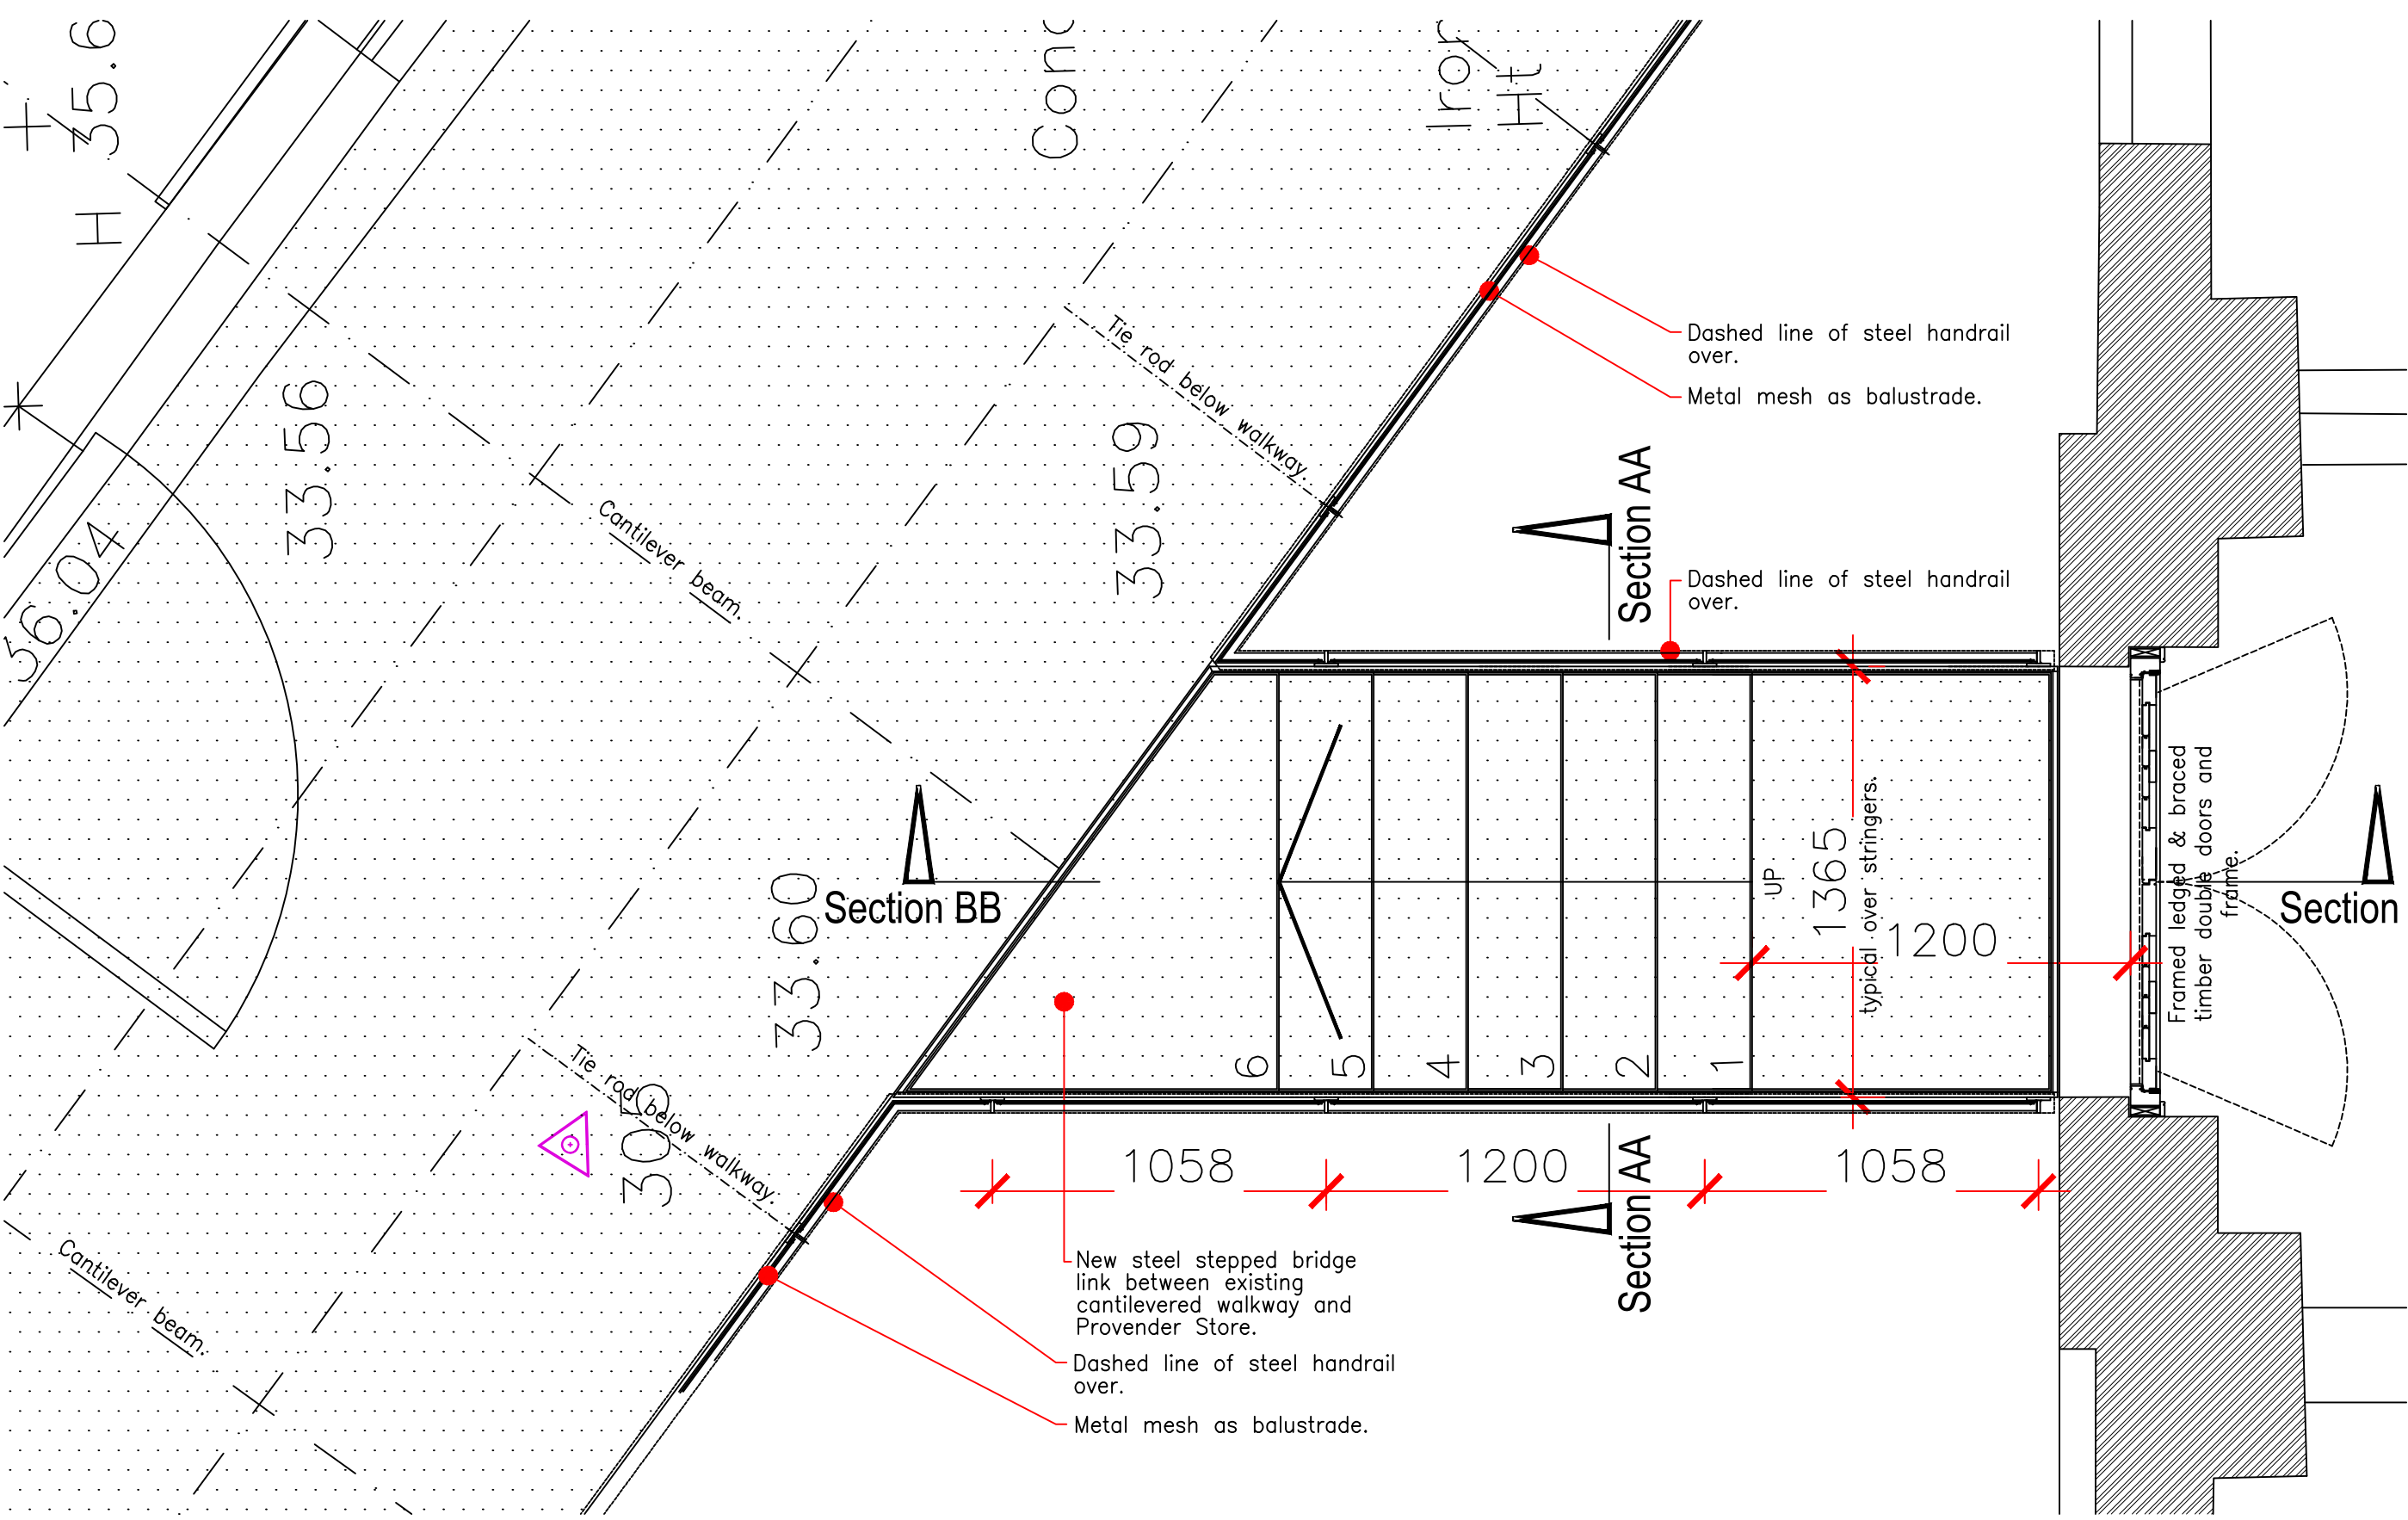 35.6
H
Conc
Iron
Ht
Dashed line of steel handrail
over.
Metal mesh as balustrade.
Tie rod below walkway.
33.56
33.59
Cantilever beam.
36.04
Section AA
Dashed line of steel handrail
over.
Section BB
33.60
UP
1365
typical over stringers.
1200
Framed ledged & braced
timber double doors and
frame.
Section
6
5
4
3
2
1
Tie rod below walkway.
1058
1200
1058
Section AA
Cantilever beam.
New steel stepped bridge
link between existing
cantilevered walkway and
Provender Store.
Dashed line of steel handrail
over.
Metal mesh as balustrade.